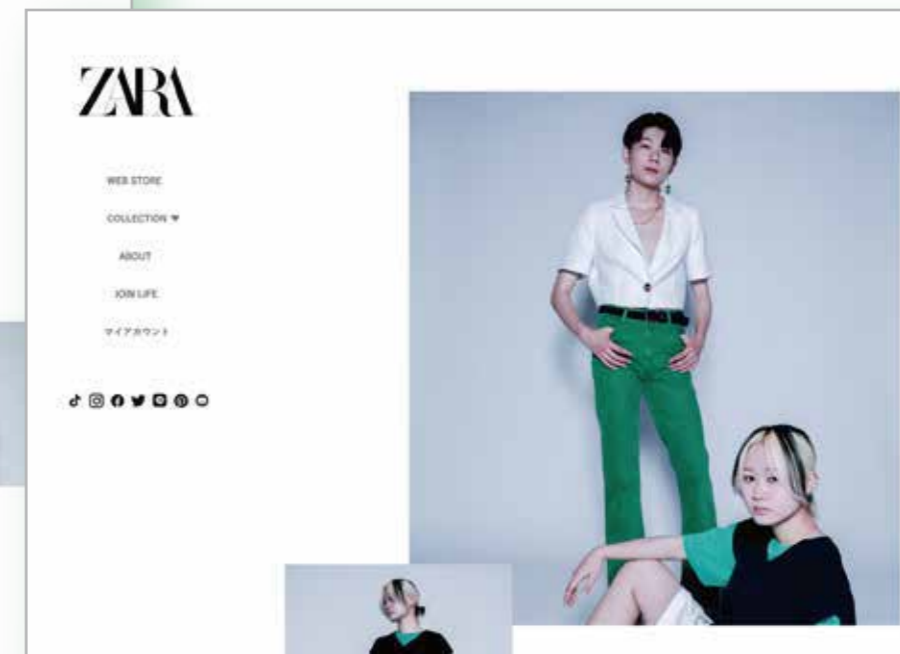 ZARA
WEB STORE
COLLECTION
ABOUT
JOIN LIFE
マイアカウント